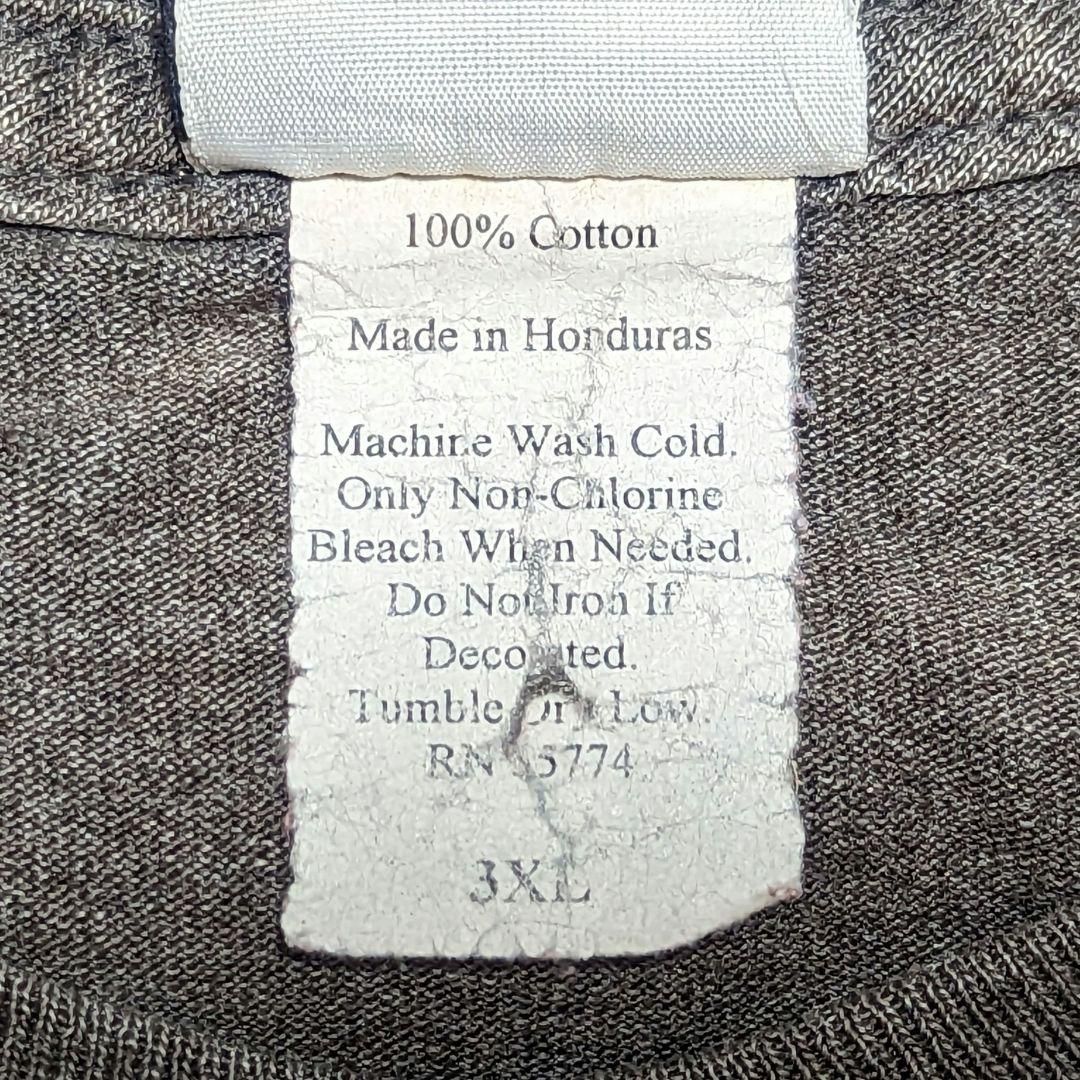 100% Cotton
Made in Honduras
Machine Wash Cold.
Only Non-Chlorine
Bleach When Needed.
Do Not Iron If
Decorated.
Tumble Dry Low.
RN
3XL